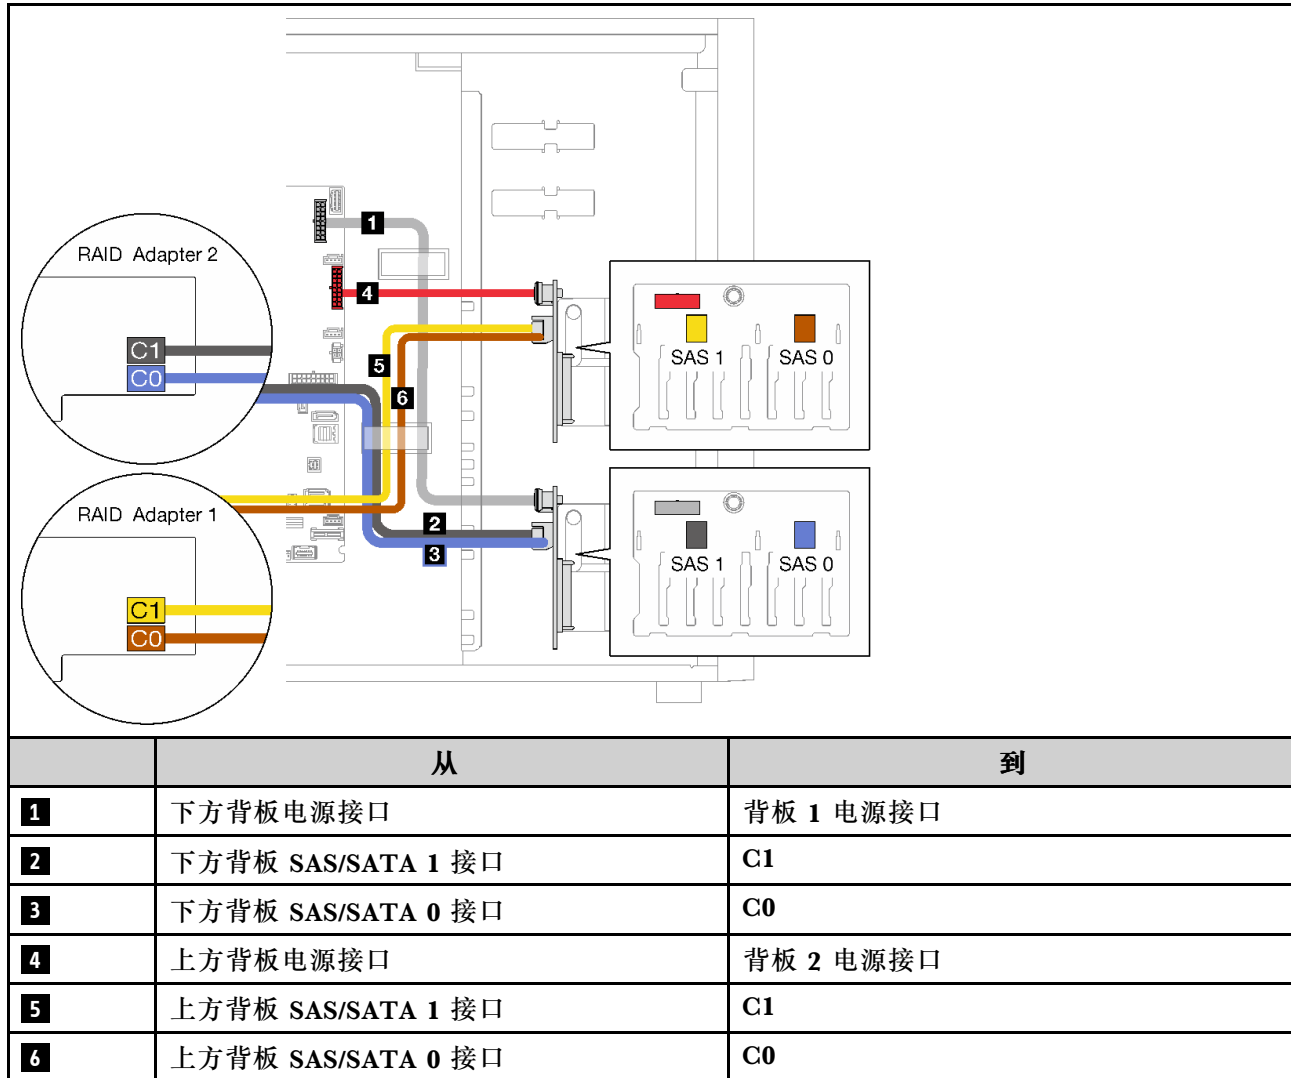 1
RAID Adapter 2
4
C1
C0
5
6
SAS 1
SAS 0
RAID Adapter 1
2
3
SAS 1
SAS 0
C1
C0
从 到
1 下方背板电源接口 背板 1 电源接口
2 下方背板 SAS/SATA 1 接口 C1
3 下方背板 SAS/SATA 0 接口 C0
4 上方背板电源接口 背板 2 电源接口
5 上方背板 SAS/SATA 1 接口 C1
6 上方背板 SAS/SATA 0 接口 C0